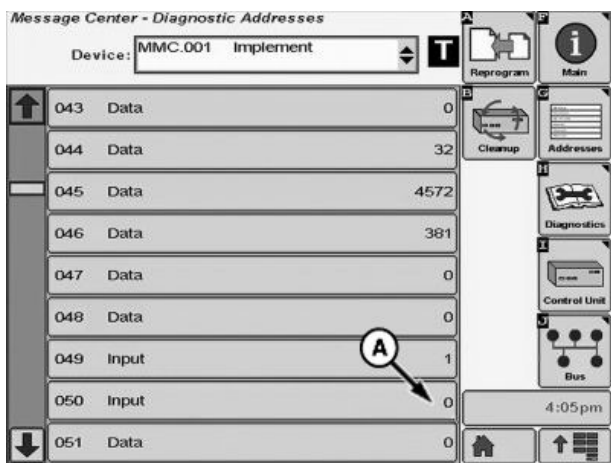 Message Center - Diagnostic Addresses
Device: MMC.001 Implement
T
043 Data 0
044 Data 32
045 Data 4572
046 Data 381
047 Data 0
048 Data 0
049 Input 1
050 Input 0
051 Data 0
A
A
Reprogram
F
Main
B
Cleanup
G
Addresses
H
Diagnostics
I
Control Unit
J
Bus
4:05pm